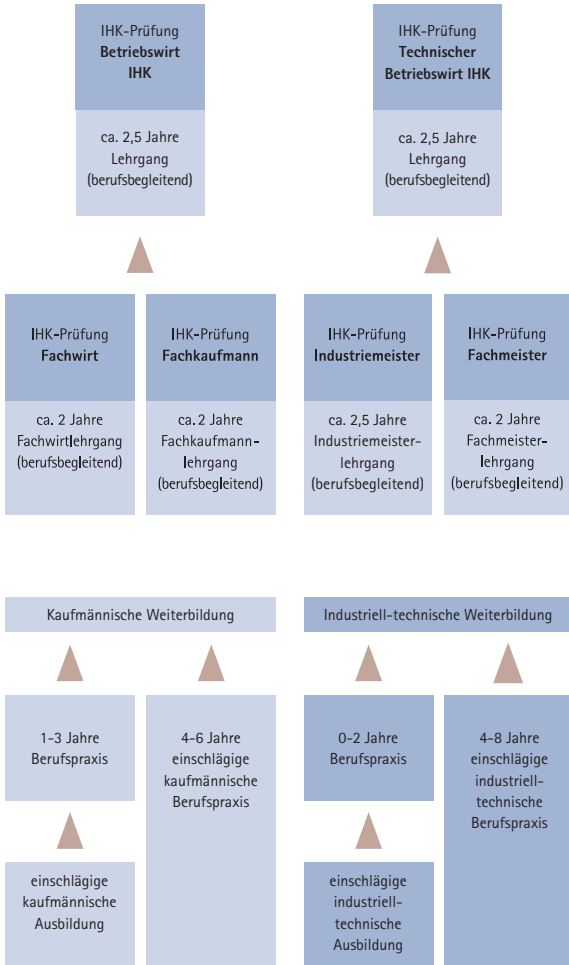 IHK-Prüfung
Betriebswirt
IHK
ca. 2,5 Jahre
Lehrgang
(berufsbegleitend)
IHK-Prüfung
Technischer
Betriebswirt IHK
ca. 2,5 Jahre
Lehrgang
(berufsbegleitend)
IHK-Prüfung
Fachwirt
ca. 2 Jahre
Fachwirtlehrgang
(berufsbegleitend)
IHK-Prüfung
Fachkaufmann
ca. 2 Jahre
Fachkaufmann-
lehrgang
(berufsbegleitend)
IHK-Prüfung
Industriemeister
ca. 2,5 Jahre
Industriemeister-
lehrgang
(berufsbegleitend)
IHK-Prüfung
Fachmeister
ca. 2 Jahre
Fachmeister-
lehrgang
(berufsbegleitend)
Kaufmännische Weiterbildung
Industriell-technische Weiterbildung
1-3 Jahre
Berufspraxis
4-6 Jahre
einschlägige
kaufmännische
Berufspraxis
0-2 Jahre
Berufspraxis
4-8 Jahre
einschlägige
industriell-
technische
Berufspraxis
einschlägige
kaufmännische
Ausbildung
einschlägige
industriell-
technische
Ausbildung